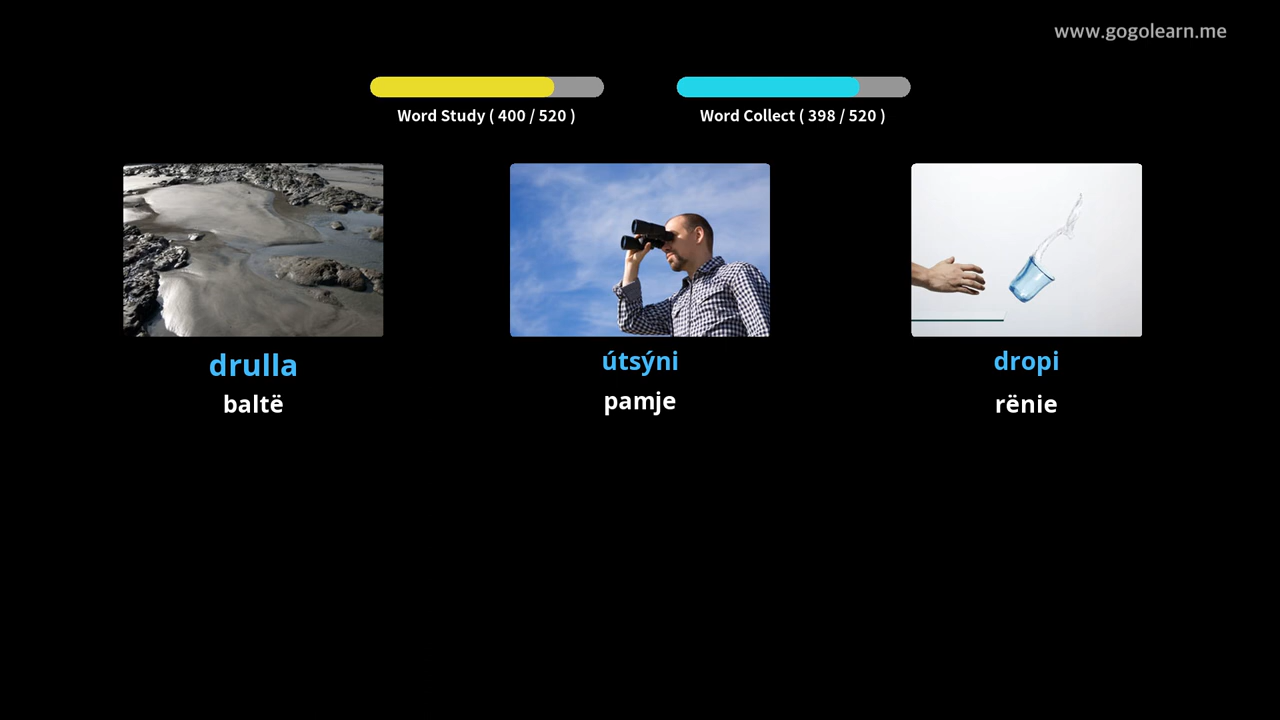 www.gogolearn.me
Word Study ( 400 / 520 )
Word Collect ( 398 / 520 )
drulla
baltë
útsýni
pamje
dropi
rënie